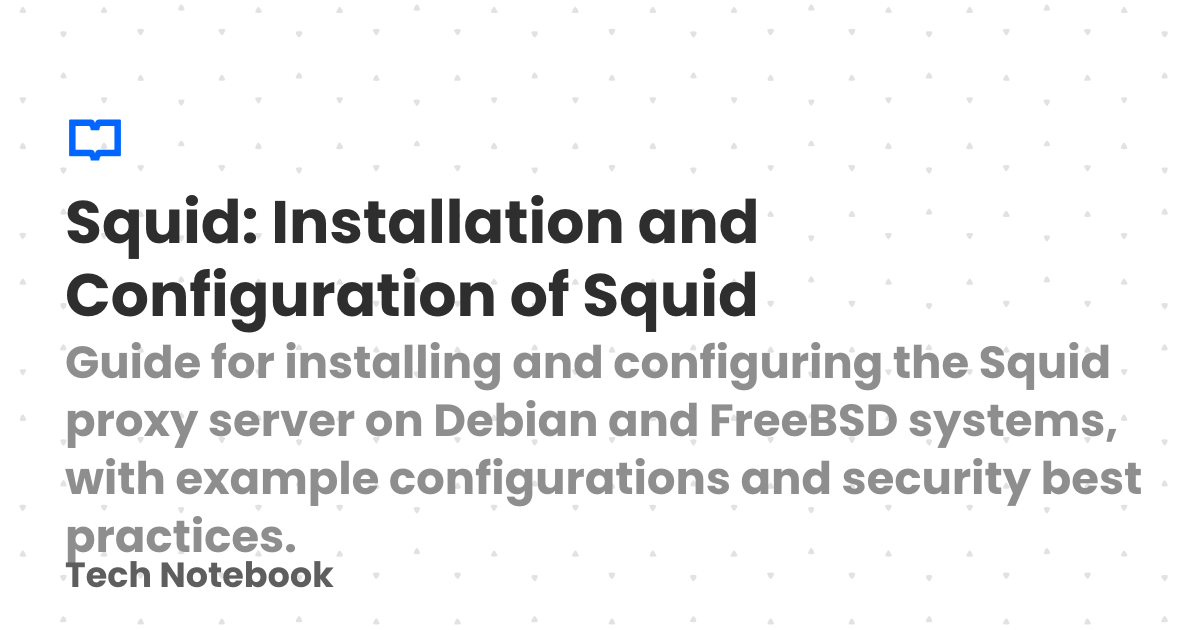 Squid: Installation and
Configuration of Squid
Guide for installing and configuring the Squid
proxy server on Debian and FreeBSD systems,
with example configurations and security best
practices.
Tech Notebook